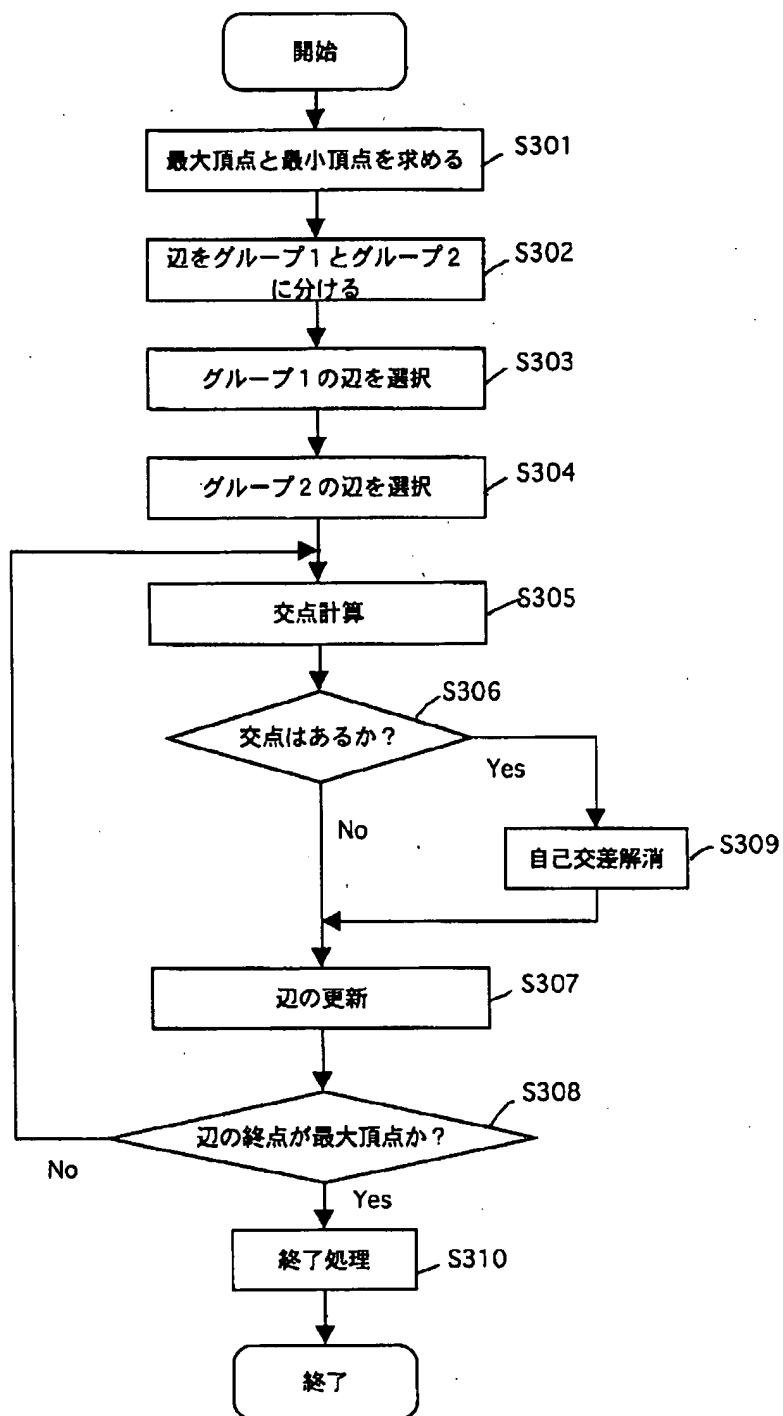 開始
最大頂点と最小頂点を求める
S301
辺をグループ1とグループ2
に分ける
S302
グループ1の辺を選択
S303
グループ2の辺を選択
S304
交点計算
S305
交点はあるか?
S306
Yes
No
自己交差解消
S309
辺の更新
S307
辺の終点が最大頂点か?
S308
No
Yes
終了処理
S310
終了